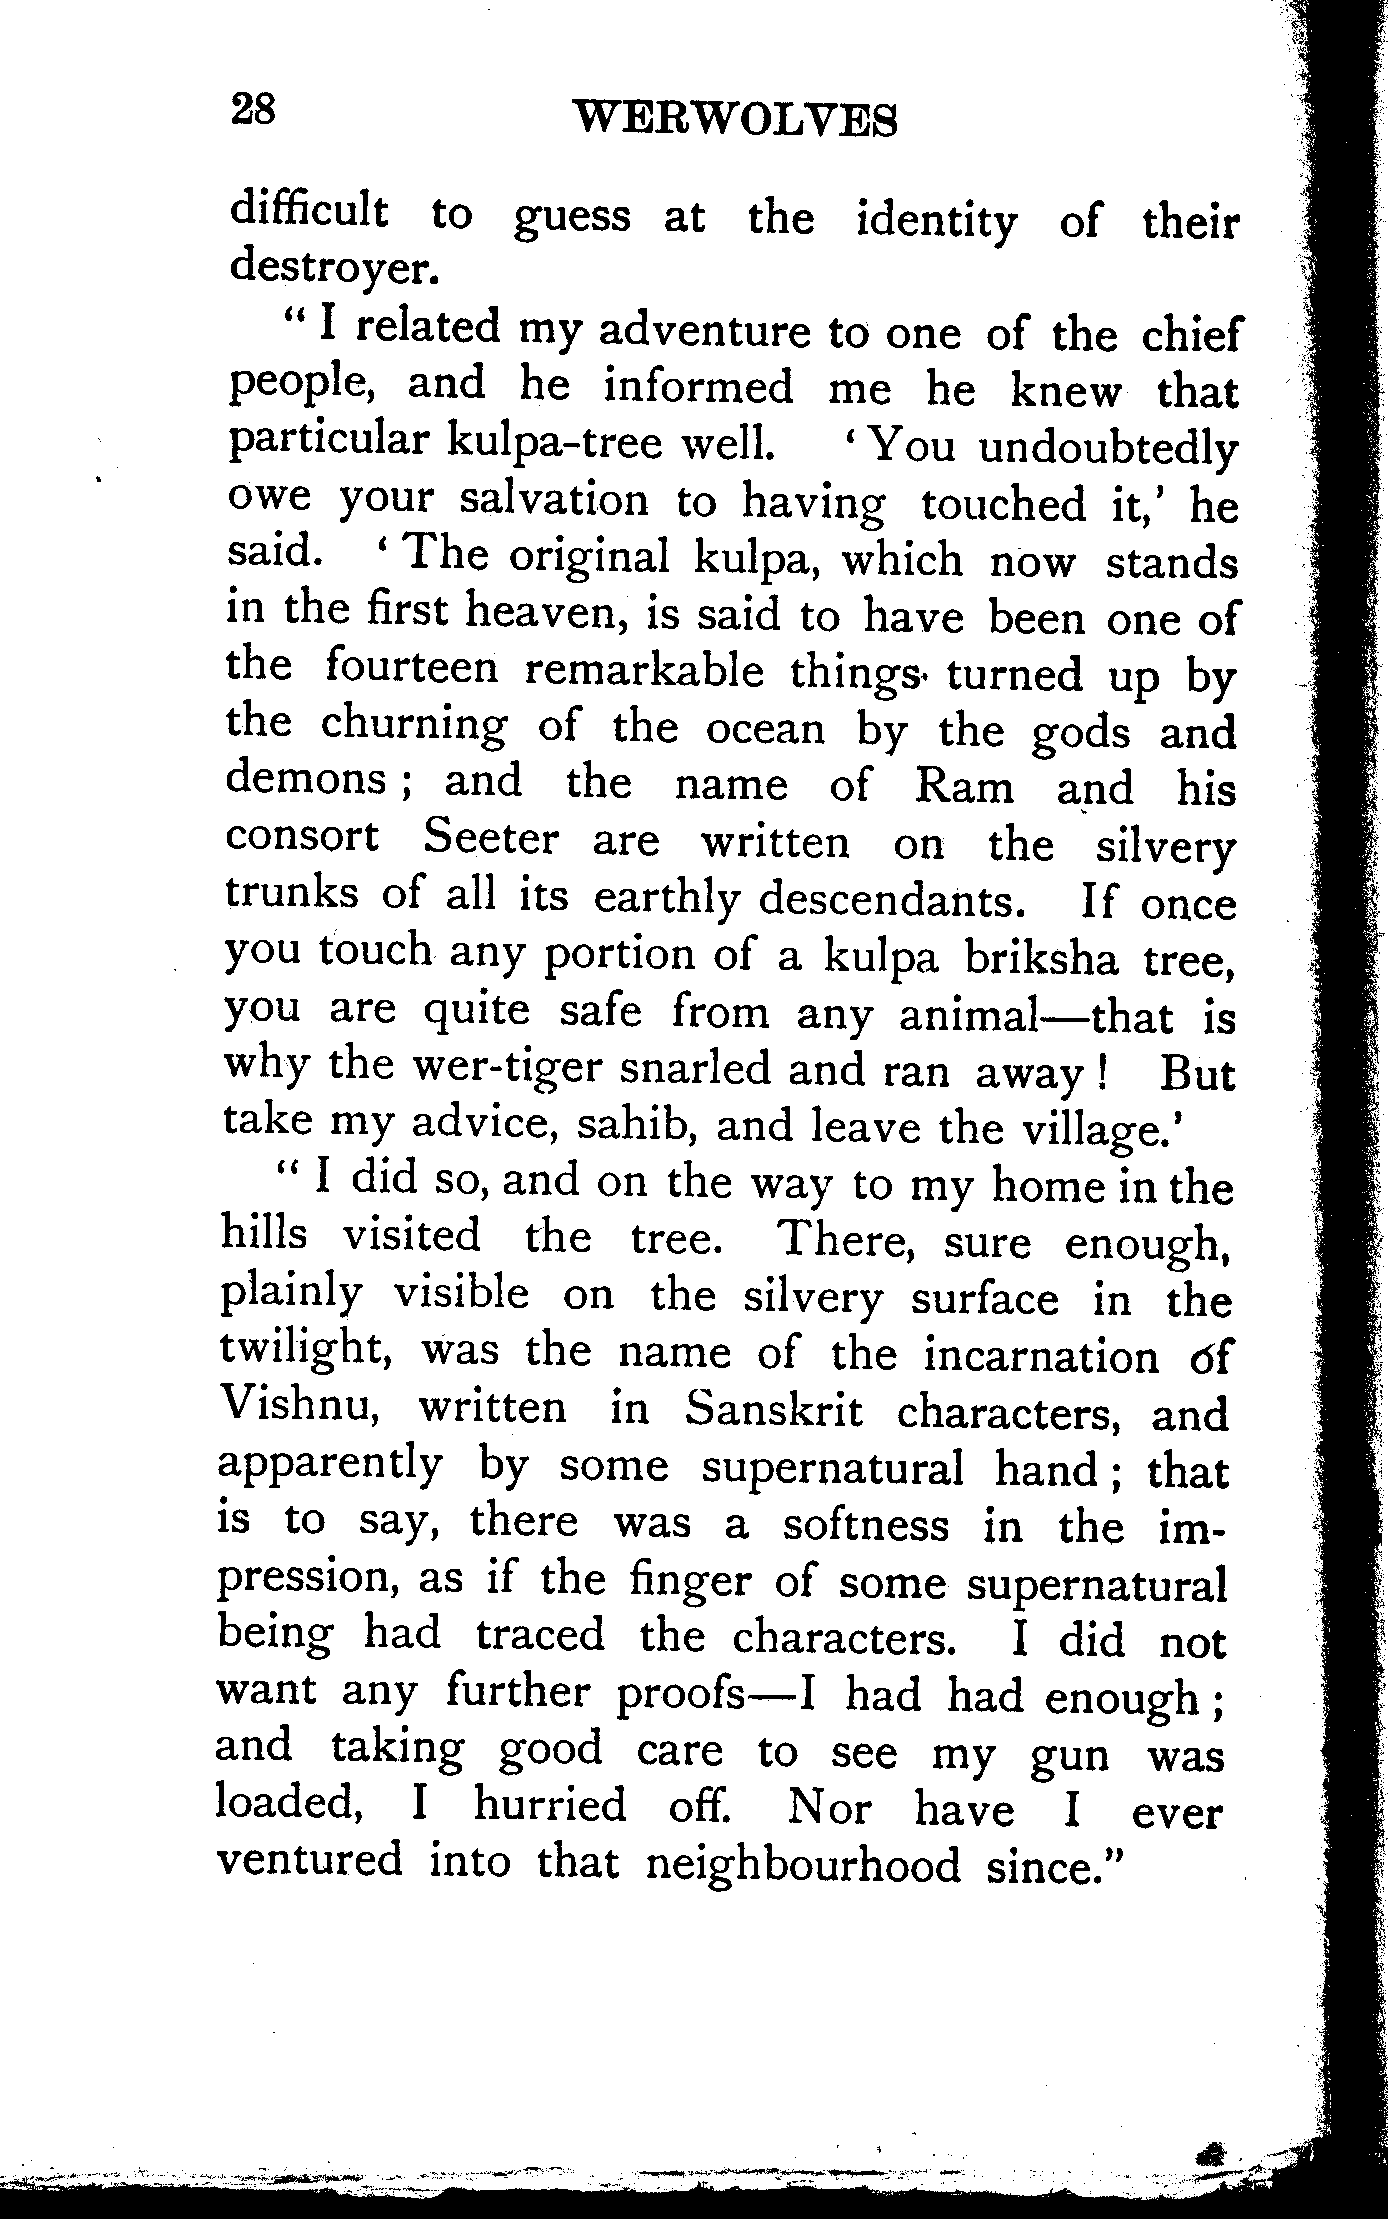 28 WERWOLVES
difficult to guess at the identity of their
destroyer.
“ I related my adventure to one of the chief
people, and he informed me he knew that
particular kulpa-tree well. ‘ You undoubtedly
owe your salvation to having touched it,’ he
said. ‘ The original kulpa, which now stands
in the first heaven, is said to have been one of
the fourteen remarkable things turned up by
the churning of the ocean by the gods and
demons ; and the name of Ram and his
consort Seeter are written on the silvery
trunks of all its earthly descendants. If once
you touch any portion of a kulpa briksha tree,
you are quite safe from any animal—that is
why the wer-tiger snarled and ran away ! But
take my advice, sahib, and leave the village.’
“ I did so, and on the way to my home in the
hills visited the tree. There, sure enough,
plainly visible on the silvery surface in the
twilight, was the name of the incarnation of
Vishnu, written in Sanskrit characters, and
apparently by some supernatural hand ; that
is to say, there was a softness in the im-
pression, as if the finger of some supernatural
being had traced the characters. I did not
want any further proofs—I had had enough ;
and taking good care to see my gun was
loaded, I hurried off. Nor have I ever
ventured into that neighbourhood since.”